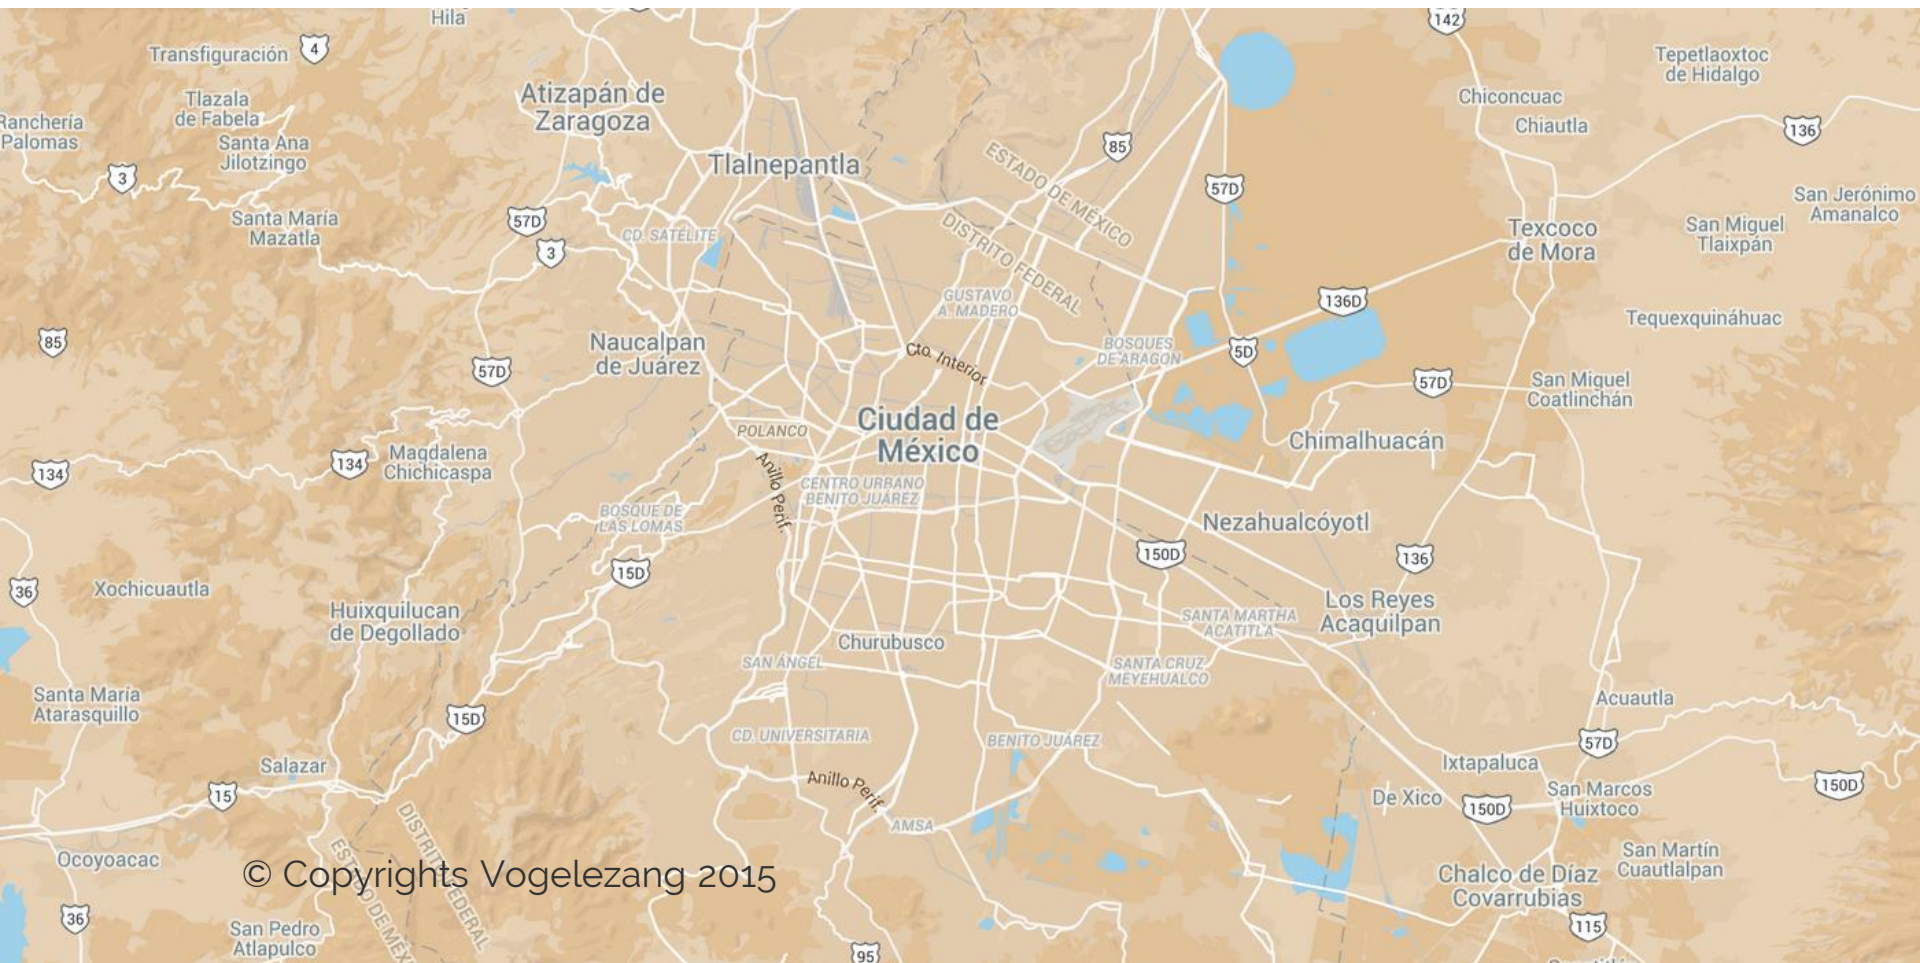 Hila
142
Transfiguración
4
Tepetlaoxtoc
de Hidalgo
Atizapán de
Zaragoza
Tlazala
de Fabela
Chiconcuac
Chiautla
Ranchería
Palomas
Santa Ana
Jilotzingo
136
85
Tlalnepantla
ESTADO DE MÉXICO
3
57D
San Jerónimo
Amanalco
Santa María
Mazatla
57D
CD. SATÉLITE
DISTRITO FEDERAL
Texcoco
de Mora
San Miguel
Tlaixpán
3
GUSTAVO
A. MADERO
136D
Tequexquináhuac
85
Naucalpan
de Juárez
Cto. Interior
BOSQUES
DE ARAGÓN
5D
57D
57D
San Miguel
Coatlinchán
Ciudad de
México
POLANCO
Chimalhuacán
134
134
Magdalena
Chichicaspa
Anillo Perif.
CENTRO URBANO
BENITO JUÁREZ
BOSQUE DE
LAS LOMAS
Nezahualcóyotl
15D
150D
136
36
Xochicuautla
Huixquilucan
de Degollado
Los Reyes
Acaquilpan
SANTA MARTHA
ACATITLA
Churubusco
SAN ÁNGEL
SANTA CRUZ
MEYEHUALCO
Santa María
Atarasquillo
15D
Acuautla
CD. UNIVERSITARIA
BENITO JUÁREZ
57D
Salazar
Ixtapaluca
Anillo Perif.
15
De Xico
150D
San Marcos
Huixtoco
150D
AMSA
DISTRITO FEDERAL
ESTADO DE MÉX
Ocoyoacac
© Copyrights Vogelezang 2015
Chalco de Díaz
Covarrubias
San Martín
Cuautlalpan
36
San Pedro
Atlapulco
115
95